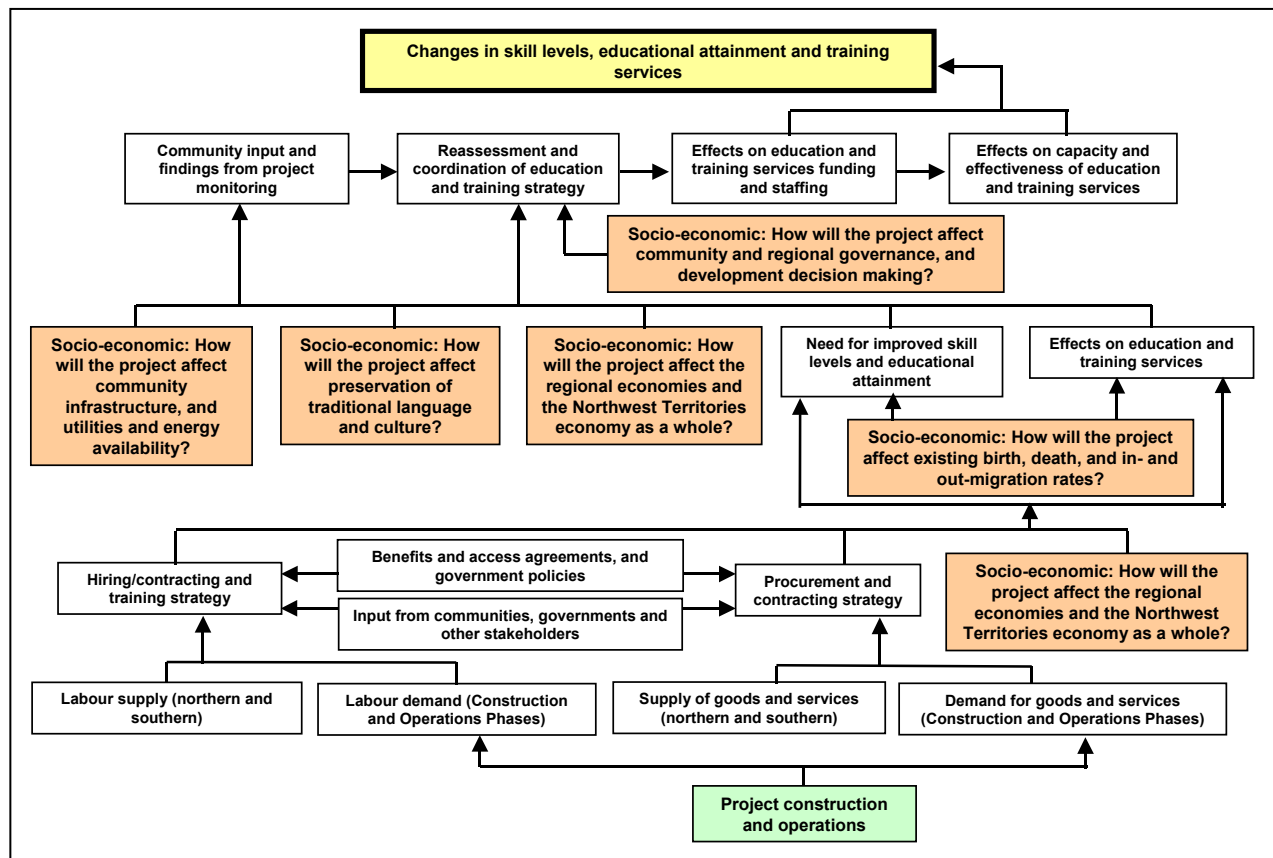 Changes in skill levels, educational attainment and training
services
Community input and
findings from project
monitoring
Reassessment and
coordination of education
and training strategy
Effects on education and
training services funding
and staffing
Effects on capacity and
effectiveness of education
and training services
Socio-economic: How will the project affect
community and regional governance, and
development decision making?
Socio-economic: How
will the project affect
community
infrastructure, and
utilities and energy
availability?
Socio-economic: How
will the project affect
preservation of
traditional language
and culture?
Socio-economic: How
will the project affect the
regional economies and
the Northwest Territories
economy as a whole?
Need for improved skill
levels and educational
attainment
Effects on education and
training services
Socio-economic: How will the project
affect existing birth, death, and in- and
out-migration rates?
Hiring/contracting and
training strategy
Benefits and access agreements, and
government policies
Input from communities, governments and
other stakeholders
Procurement and
contracting strategy
Socio-economic: How will the
project affect the regional
economies and the Northwest
Territories economy as a whole?
Labour supply (northern and
southern)
Labour demand (Construction
and Operations Phases)
Supply of goods and services
(northern and southern)
Demand for goods and services
(Construction and Operations Phases)
Project construction
and operations